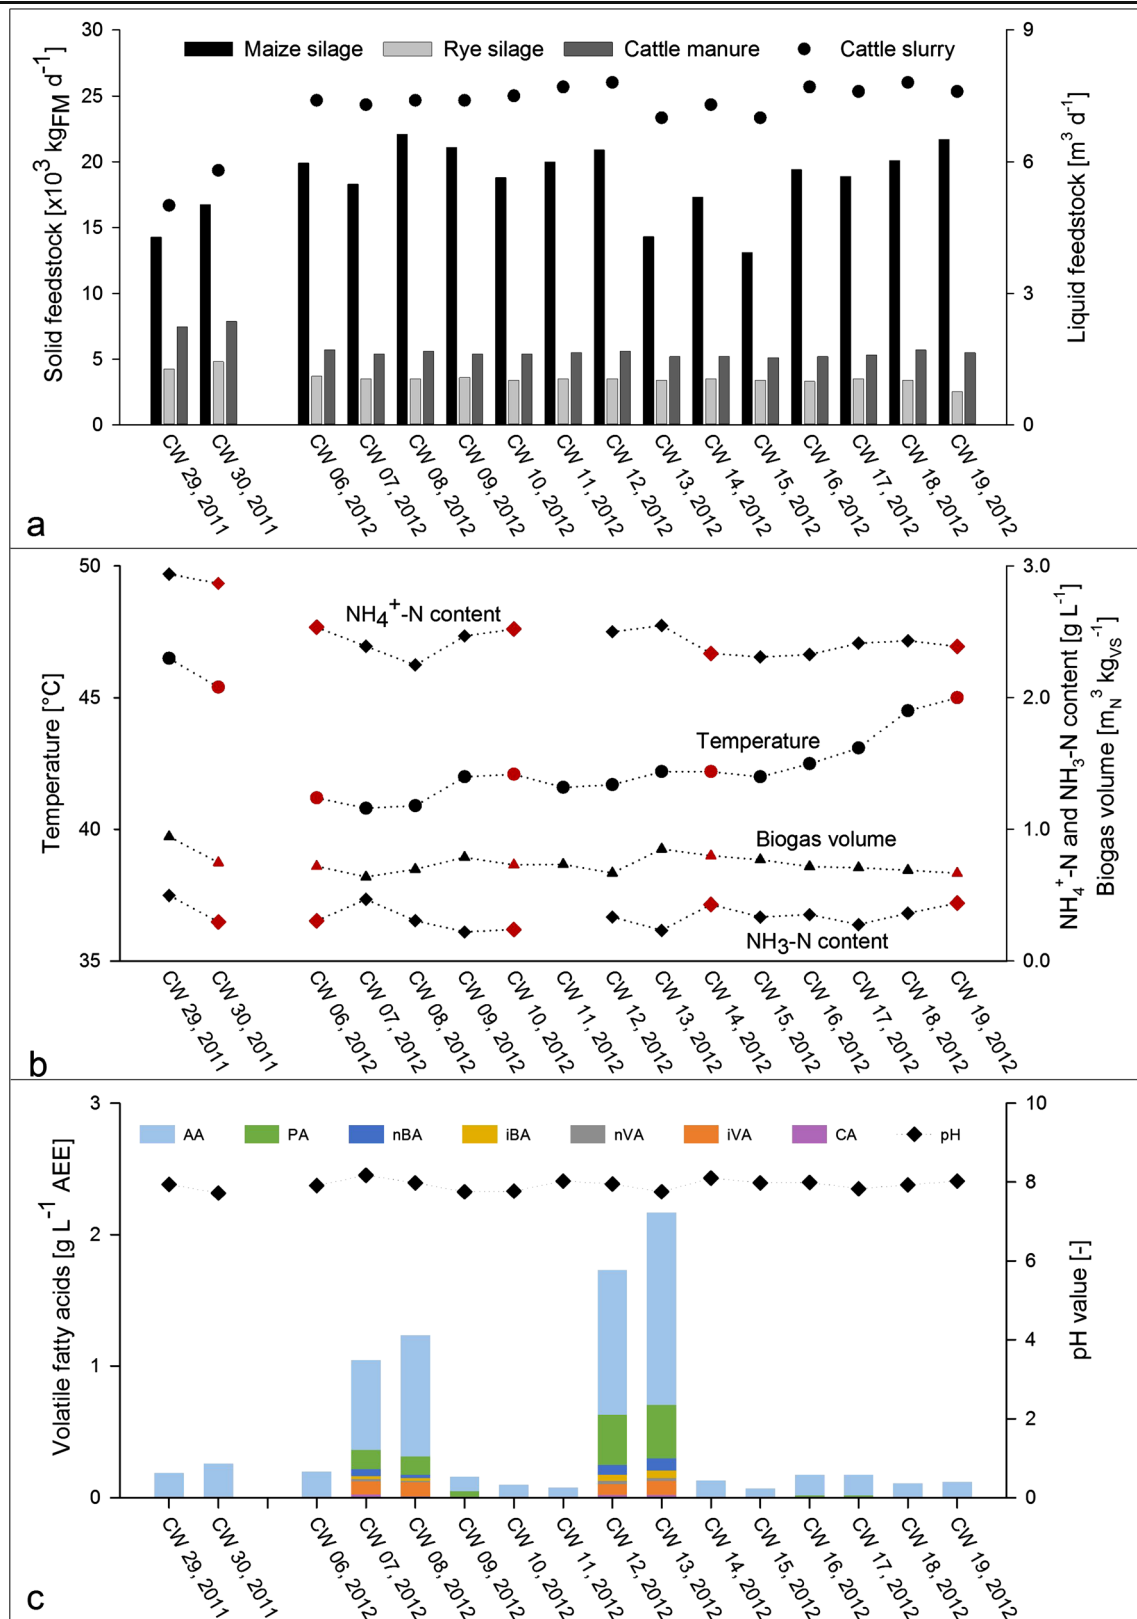 Maize silage Rye silage Cattle manure Cattle slurry
Solid feedstock [x10³ kgFM d⁻¹]
30
25
20
15
10
5
0
Liquid feedstock [m³ d⁻¹]
9
6
3
0
CW 29, 2011
CW 30, 2011
CW 06, 2012
CW 07, 2012
CW 08, 2012
CW 09, 2012
CW 10, 2012
CW 11, 2012
CW 12, 2012
CW 13, 2012
CW 14, 2012
CW 15, 2012
CW 16, 2012
CW 17, 2012
CW 18, 2012
CW 19, 2012
a
Temperature [°C]
50
45
40
35
NH₄⁺-N content
Temperature
Biogas volume
NH₃-N content
3.0
2.0
1.0
0.0
NH₄⁺-N and NH₃-N content [g L⁻¹]
Biogas volume [mN³ kgVS⁻¹]
CW 29, 2011
CW 30, 2011
CW 06, 2012
CW 07, 2012
CW 08, 2012
CW 09, 2012
CW 10, 2012
CW 11, 2012
CW 12, 2012
CW 13, 2012
CW 14, 2012
CW 15, 2012
CW 16, 2012
CW 17, 2012
CW 18, 2012
CW 19, 2012
b
Volatile fatty acids [g L⁻¹ AEE]
3
2
1
0
AA PA nBA iBA nVA iVA CA pH
10
8
6
4
2
0
pH value [-]
CW 29, 2011
CW 30, 2011
CW 06, 2012
CW 07, 2012
CW 08, 2012
CW 09, 2012
CW 10, 2012
CW 11, 2012
CW 12, 2012
CW 13, 2012
CW 14, 2012
CW 15, 2012
CW 16, 2012
CW 17, 2012
CW 18, 2012
CW 19, 2012
c